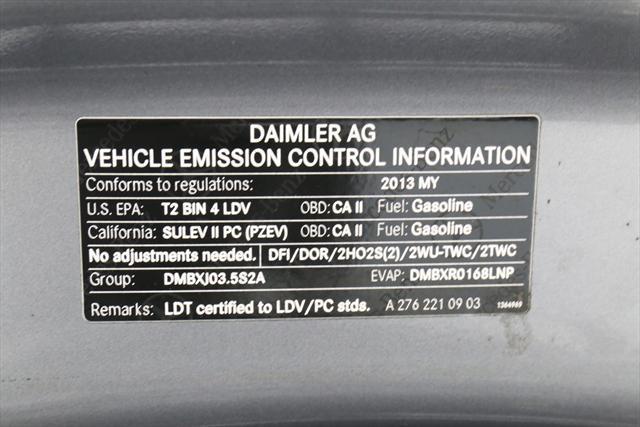 DAIMLER AG
VEHICLE EMISSION CONTROL INFORMATION
Conforms to regulations: 2013 MY
U.S. EPA: T2 BIN 4 LDV OBD: CA II Fuel: Gasoline
California: SULEV II PC (PZEV) OBD: CA II Fuel: Gasoline
No adjustments needed. DFI/DOR/2HO2S(2)/2WU-TWC/2TWC
Group: DMBXJ03.5S2A EVAP: DMBXR0168LNP
Remarks: LDT certified to LDV/PC stds. A 276 221 09 03 1364969